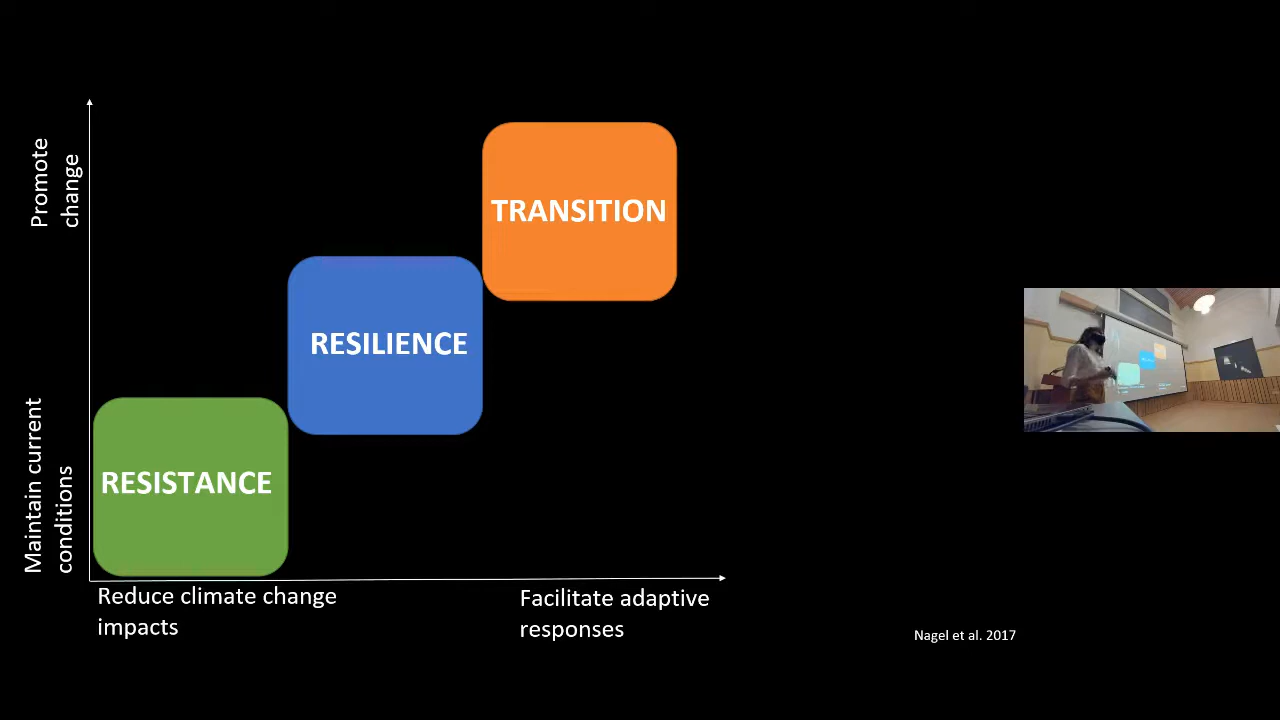 Promote
change
TRANSITION
RESILIENCE
Maintain current
conditions
RESISTANCE
Reduce climate change
impacts
Facilitate adaptive
responses
Nagel et al. 2017